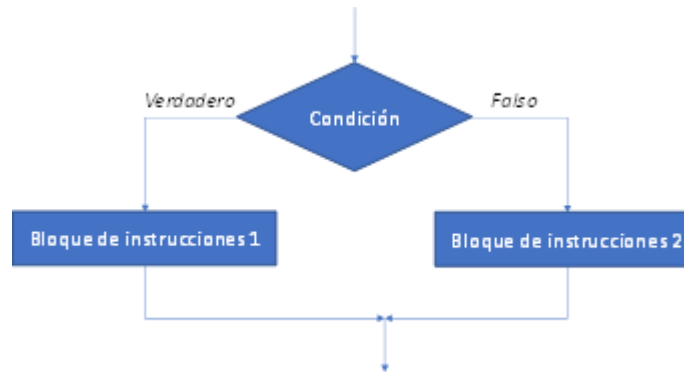 Verdadero
Falso
Condición
Bloque de instrucciones 1
Bloque de instrucciones 2